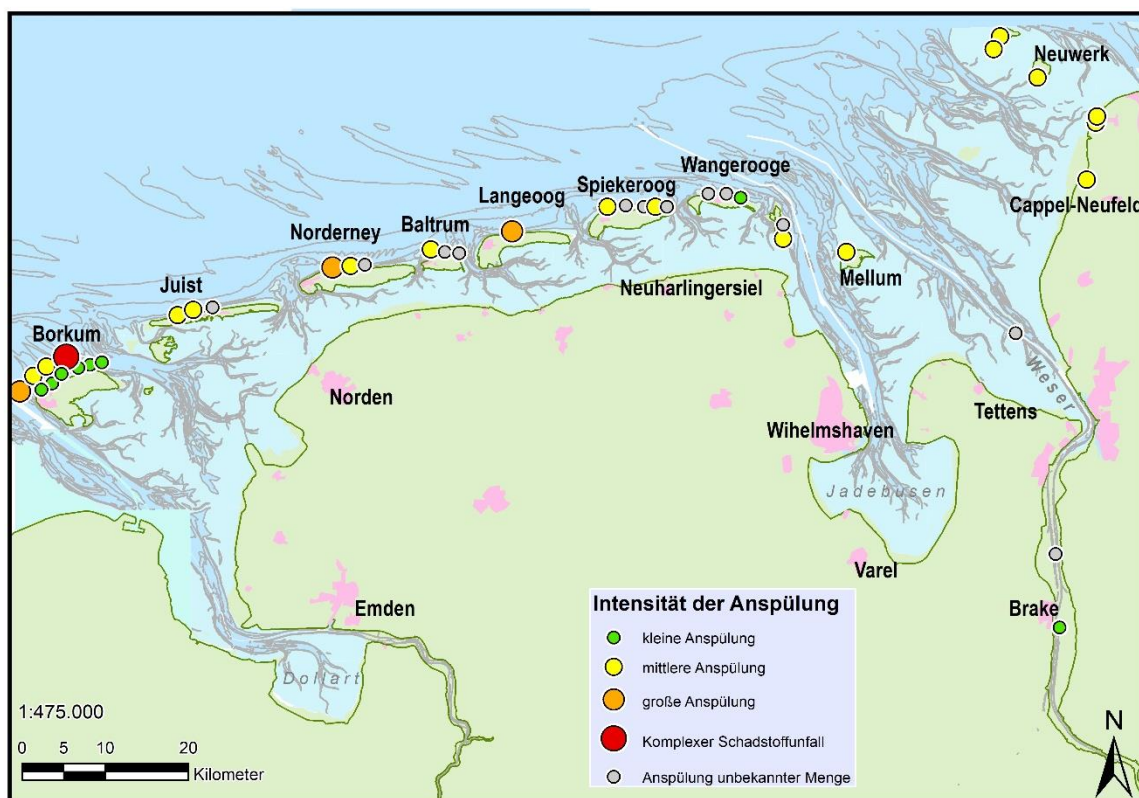 Neuwerk
Wangerooge
Spiekeroog
Cappel-Neufeld
Langeoog
Baltrum
Norderney
Mellum
Juist
Neuharlingersiel
Borkum
Weser
Norden
Tettens
Wihelmshaven
Jadebusen
Varel
Intensität der Anspülung
Emden
Brake
kleine Anspülung
mittlere Anspülung
Dollart
große Anspülung
1:475.000
Komplexer Schadstoffunfall
N
0 5 10 20
Kilometer
Anspülung unbekannter Menge